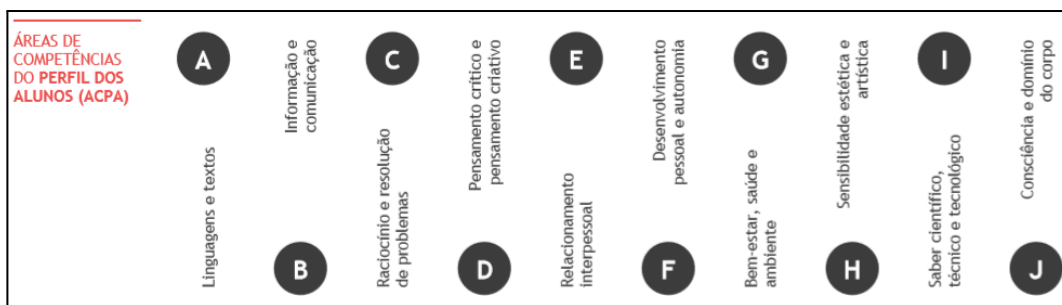 ÁREAS DE
COMPETÊNCIAS
DO PERFIL DOS
ALUNOS (ACPA)
A
Linguagens e textos
Informação e
comunicação
B
C
Raciocínio e resolução
de problemas
Pensamento crítico e
pensamento criativo
D
E
Relacionamento
interpessoal
Desenvolvimento
pessoal e autonomia
F
G
Bem-estar, saúde e
ambiente
Sensibilidade estética e
artística
H
I
Saber científico,
técnico e tecnológico
Consciência e domínio
do corpo
J